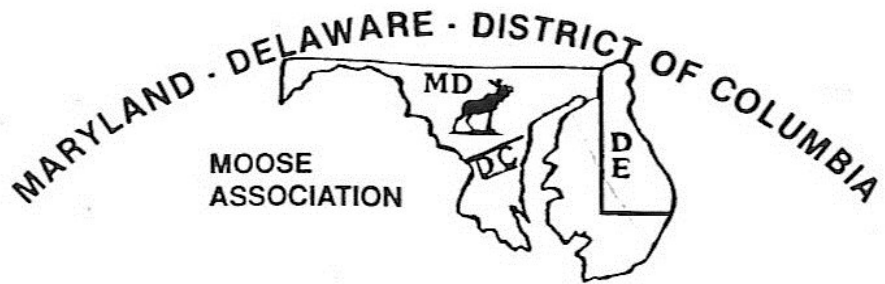 MARYLAND - DELAWARE - DISTRICT OF COLUMBIA
MD
DC
DE
MOOSE
ASSOCIATION